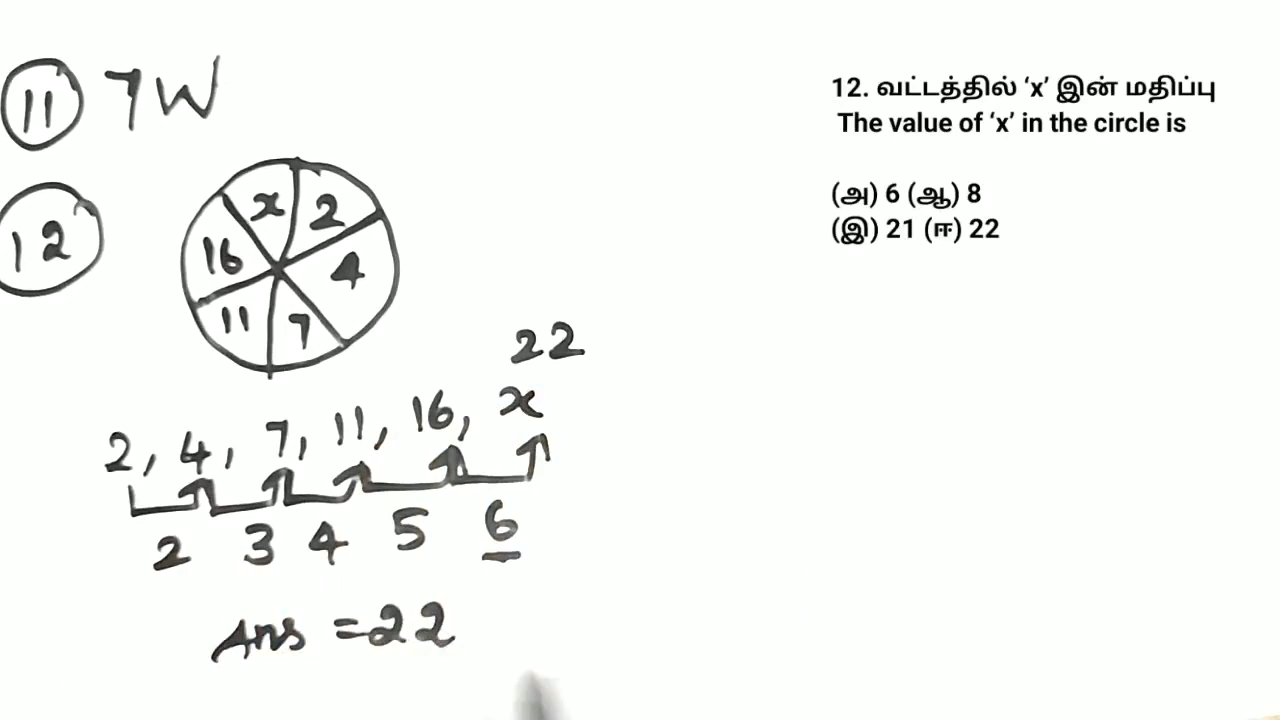 11 7W
12
x 2
16 4
11 7
22
2, 4, 7, 11, 16, x
2 3 4 5 6
Ans = 22
12. வட்டத்தில் ‘x’ இன் மதிப்பு
The value of ‘x’ in the circle is
(அ) 6 (ஆ) 8
(இ) 21 (ஈ) 22